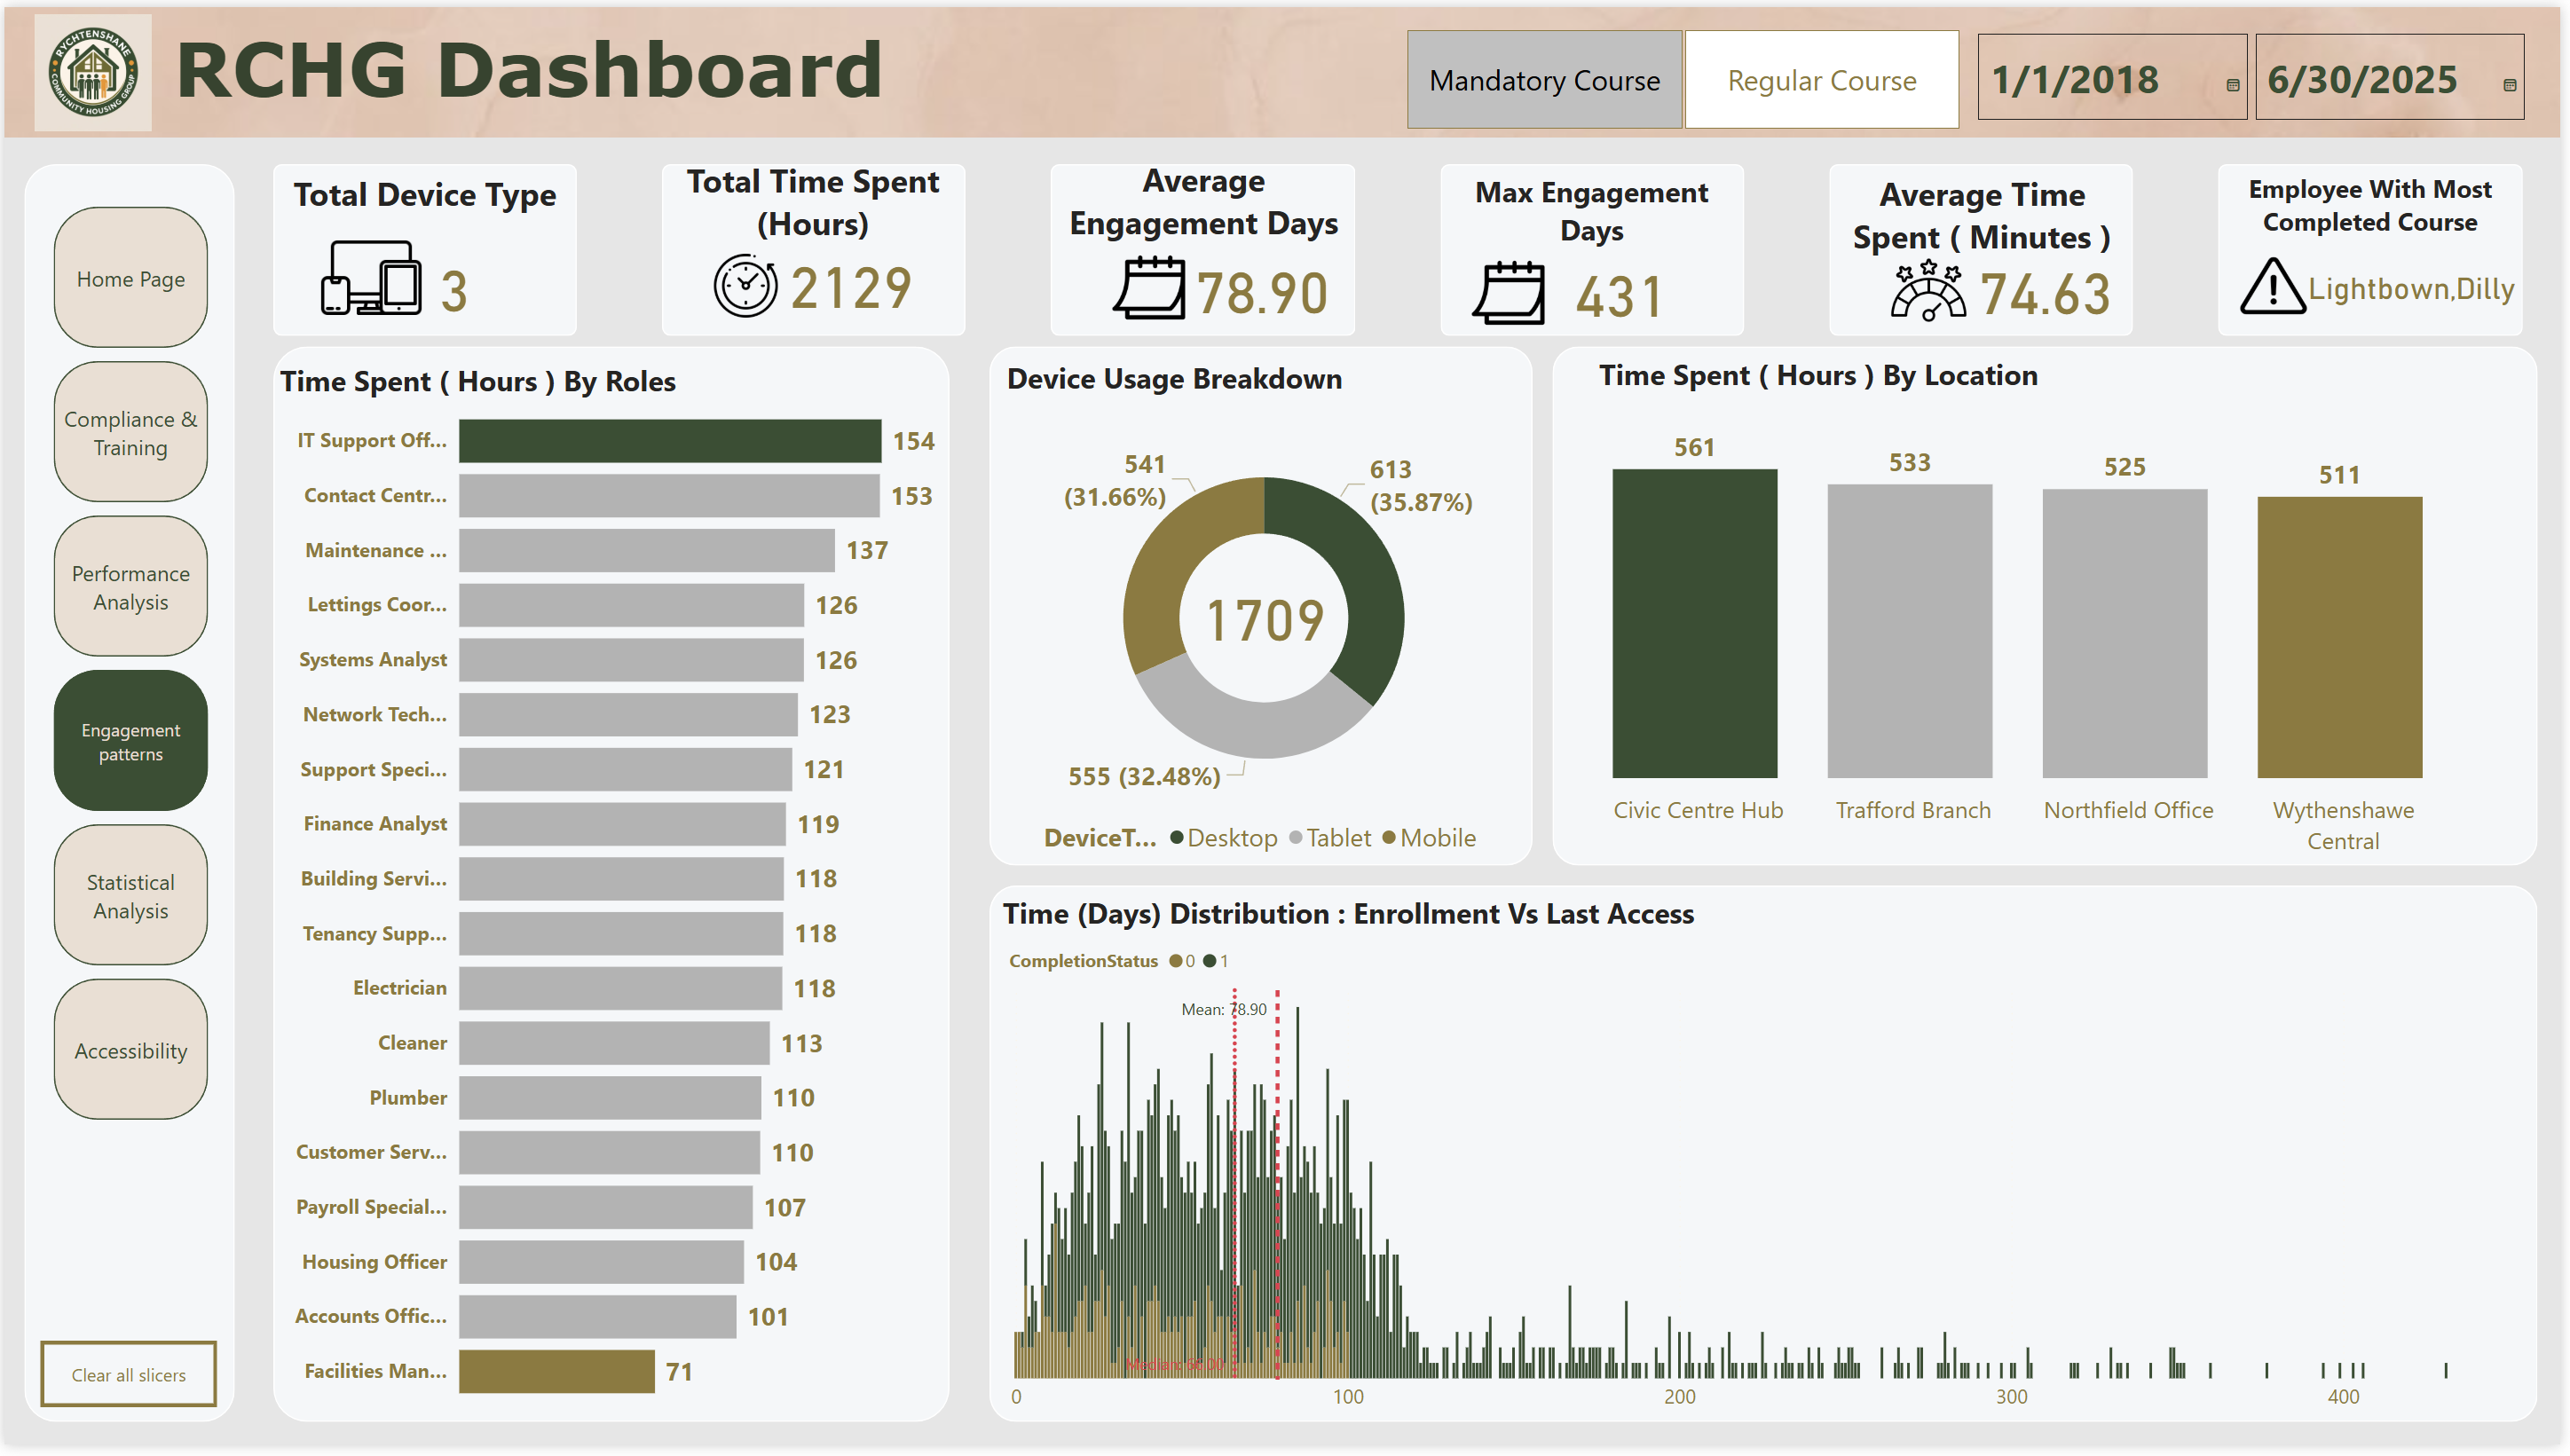 RYCHTENSHANE
COMMUNITY HOUSING GROUP
RCHG Dashboard
Mandatory Course
Regular Course
1/1/2018
6/30/2025
Home Page
Compliance &
Training
Performance
Analysis
Engagement
patterns
Statistical
Analysis
Accessibility
Clear all slicers
Total Device Type
3
Total Time Spent
(Hours)
2129
Average
Engagement Days
78.90
Max Engagement
Days
431
Average Time
Spent ( Minutes )
74.63
Employee With Most
Completed Course
Lightbown,Dilly
Time Spent ( Hours ) By Roles
IT Support Off... 154
Contact Centr... 153
Maintenance ... 137
Lettings Coor... 126
Systems Analyst 126
Network Tech... 123
Support Speci... 121
Finance Analyst 119
Building Servi... 118
Tenancy Supp... 118
Electrician 118
Cleaner 113
Plumber 110
Customer Serv... 110
Payroll Special... 107
Housing Officer 104
Accounts Offic... 101
Facilities Man... 71
Device Usage Breakdown
541
(31.66%)
613
(35.87%)
1709
555 (32.48%)
DeviceT... Desktop Tablet Mobile
Time Spent ( Hours ) By Location
561
533
525
511
Civic Centre Hub
Trafford Branch
Northfield Office
Wythenshawe
Central
Time (Days) Distribution : Enrollment Vs Last Access
CompletionStatus 0 1
Mean: 78.90
Median: 66.00
0 100 200 300 400